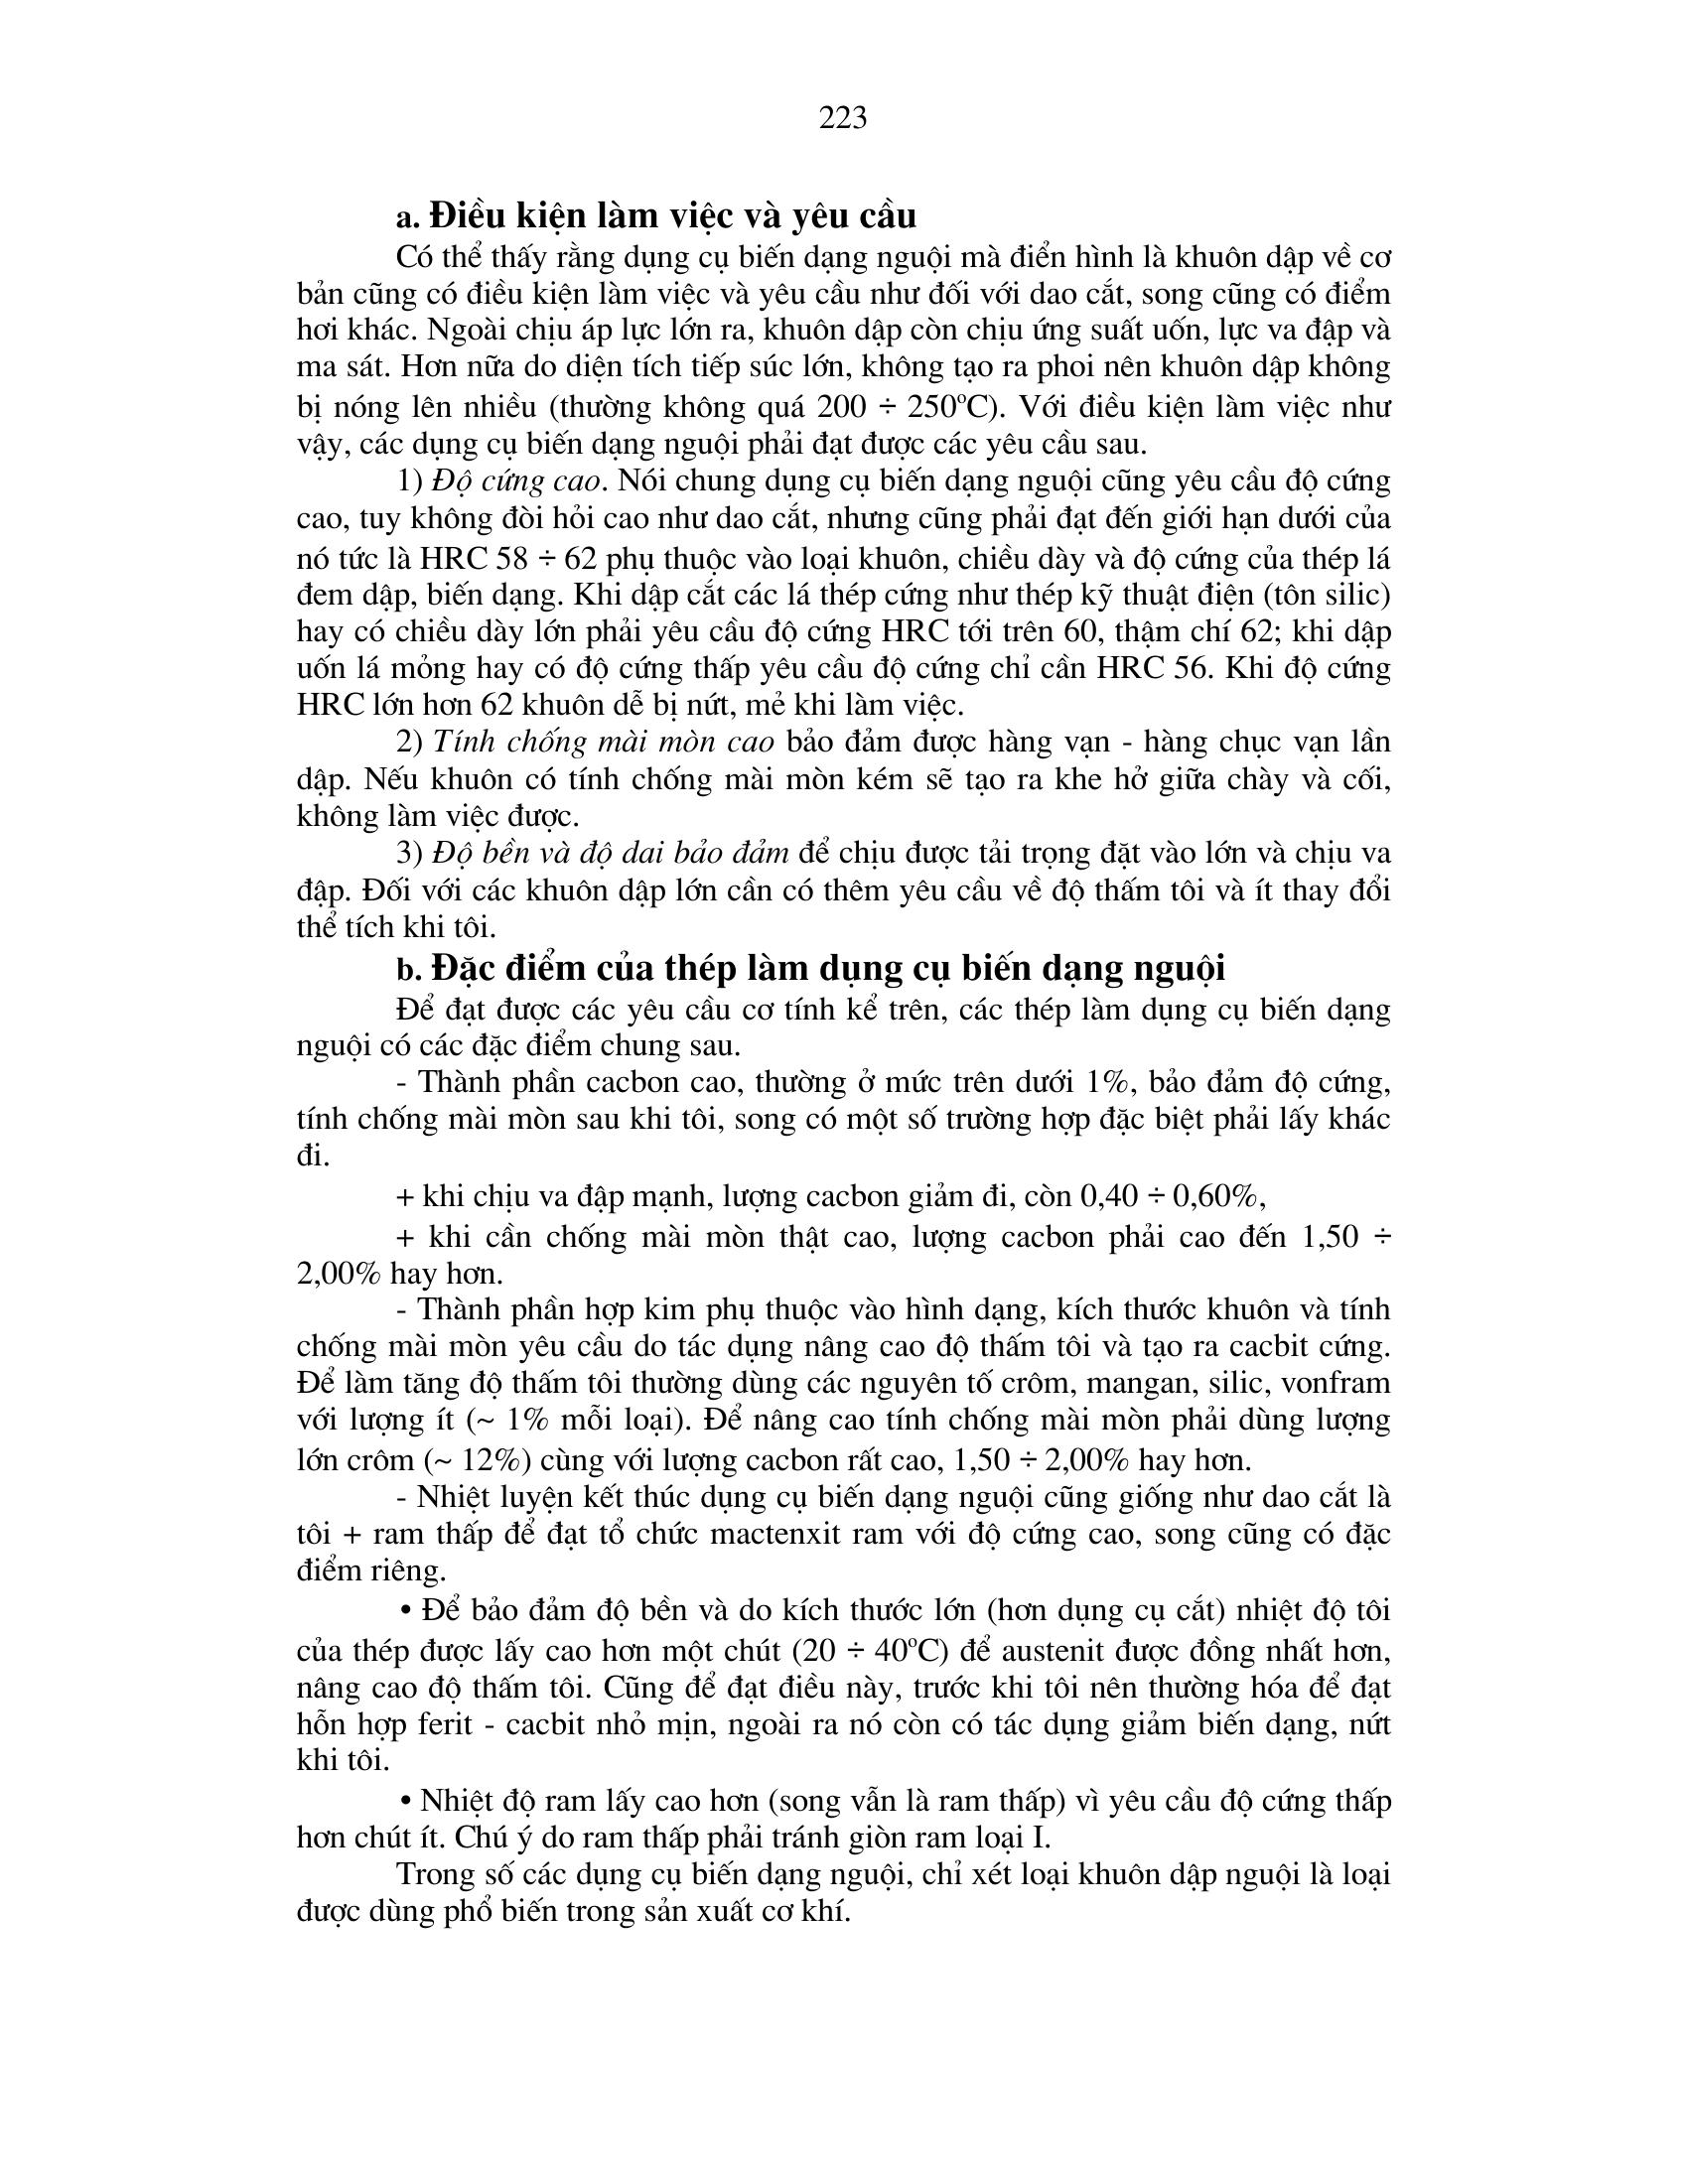 223
a. Điều kiện làm việc và yêu cầu
Có thể thấy rằng dụng cụ biến dạng nguội mà điển hình là khuôn dập về cơ
bản cũng có điều kiện làm việc và yêu cầu như đối với dao cắt, song cũng có điểm
hơi khác. Ngoài chịu áp lực lớn ra, khuôn dập còn chịu ứng suất uốn, lực va đập và
ma sát. Hơn nữa do diện tích tiếp súc lớn, không tạo ra phoi nên khuôn dập không
bị nóng lên nhiều (thường không quá 200 ÷ 250ºC). Với điều kiện làm việc như
vậy, các dụng cụ biến dạng nguội phải đạt được các yêu cầu sau.
1) Độ cứng cao. Nói chung dụng cụ biến dạng nguội cũng yêu cầu độ cứng
cao, tuy không đòi hỏi cao như dao cắt, nhưng cũng phải đạt đến giới hạn dưới của
nó tức là HRC 58 ÷ 62 phụ thuộc vào loại khuôn, chiều dày và độ cứng của thép lá
đem dập, biến dạng. Khi dập cắt các lá thép cứng như thép kỹ thuật điện (tôn silic)
hay có chiều dày lớn phải yêu cầu độ cứng HRC tới trên 60, thậm chí 62; khi dập
uốn lá mỏng hay có độ cứng thấp yêu cầu độ cứng chỉ cần HRC 56. Khi độ cứng
HRC lớn hơn 62 khuôn dễ bị nứt, mẻ khi làm việc.
2) Tính chống mài mòn cao bảo đảm được hàng vạn - hàng chục vạn lần
dập. Nếu khuôn có tính chống mài mòn kém sẽ tạo ra khe hở giữa chày và cối,
không làm việc được.
3) Độ bền và độ dai bảo đảm để chịu được tải trọng đặt vào lớn và chịu va
đập. Đối với các khuôn dập lớn cần có thêm yêu cầu về độ thấm tôi và ít thay đổi
thể tích khi tôi.
b. Đặc điểm của thép làm dụng cụ biến dạng nguội
Để đạt được các yêu cầu cơ tính kể trên, các thép làm dụng cụ biến dạng
nguội có các đặc điểm chung sau.
- Thành phần cacbon cao, thường ở mức trên dưới 1%, bảo đảm độ cứng,
tính chống mài mòn sau khi tôi, song có một số trường hợp đặc biệt phải lấy khác
đi.
+ khi chịu va đập mạnh, lượng cacbon giảm đi, còn 0,40 ÷ 0,60%,
+ khi cần chống mài mòn thật cao, lượng cacbon phải cao đến 1,50 ÷
2,00% hay hơn.
- Thành phần hợp kim phụ thuộc vào hình dạng, kích thước khuôn và tính
chống mài mòn yêu cầu do tác dụng nâng cao độ thấm tôi và tạo ra cacbit cứng.
Để làm tăng độ thấm tôi thường dùng các nguyên tố crôm, mangan, silic, vonfram
với lượng ít (~ 1% mỗi loại). Để nâng cao tính chống mài mòn phải dùng lượng
lớn crôm (~ 12%) cùng với lượng cacbon rất cao, 1,50 ÷ 2,00% hay hơn.
- Nhiệt luyện kết thúc dụng cụ biến dạng nguội cũng giống như dao cắt là
tôi + ram thấp để đạt tổ chức mactenxit ram với độ cứng cao, song cũng có đặc
điểm riêng.
• Để bảo đảm độ bền và do kích thước lớn (hơn dụng cụ cắt) nhiệt độ tôi
của thép được lấy cao hơn một chút (20 ÷ 40ºC) để austenit được đồng nhất hơn,
nâng cao độ thấm tôi. Cũng để đạt điều này, trước khi tôi nên thường hóa để đạt
hỗn hợp ferit - cacbit nhỏ mịn, ngoài ra nó còn có tác dụng giảm biến dạng, nứt
khi tôi.
• Nhiệt độ ram lấy cao hơn (song vẫn là ram thấp) vì yêu cầu độ cứng thấp
hơn chút ít. Chú ý do ram thấp phải tránh giòn ram loại I.
Trong số các dụng cụ biến dạng nguội, chỉ xét loại khuôn dập nguội là loại
được dùng phổ biến trong sản xuất cơ khí.